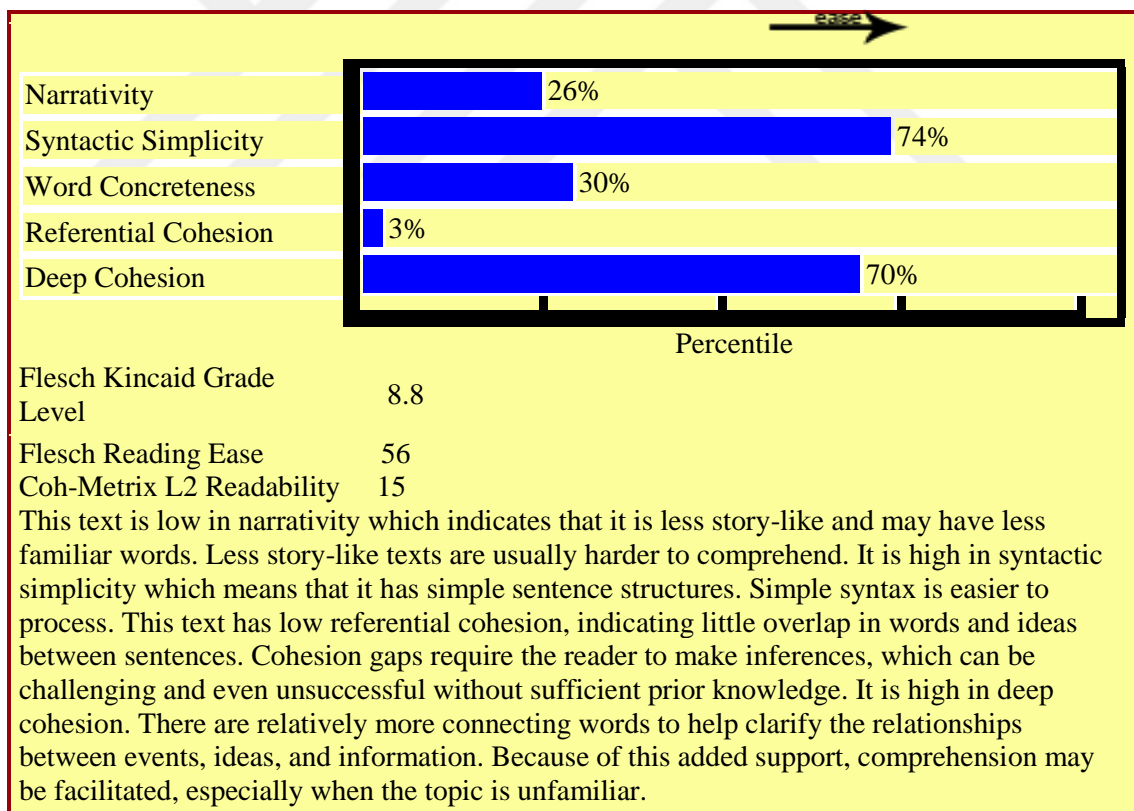 ease
Narrativity 26%
Syntactic Simplicity 74%
Word Concreteness 30%
Referential Cohesion 3%
Deep Cohesion 70%
Percentile
Flesch Kincaid Grade
Level 8.8
Flesch Reading Ease 56
Coh-Metrix L2 Readability 15
This text is low in narrativity which indicates that it is less story-like and may have less
familiar words. Less story-like texts are usually harder to comprehend. It is high in syntactic
simplicity which means that it has simple sentence structures. Simple syntax is easier to
process. This text has low referential cohesion, indicating little overlap in words and ideas
between sentences. Cohesion gaps require the reader to make inferences, which can be
challenging and even unsuccessful without sufficient prior knowledge. It is high in deep
cohesion. There are relatively more connecting words to help clarify the relationships
between events, ideas, and information. Because of this added support, comprehension may
be facilitated, especially when the topic is unfamiliar.